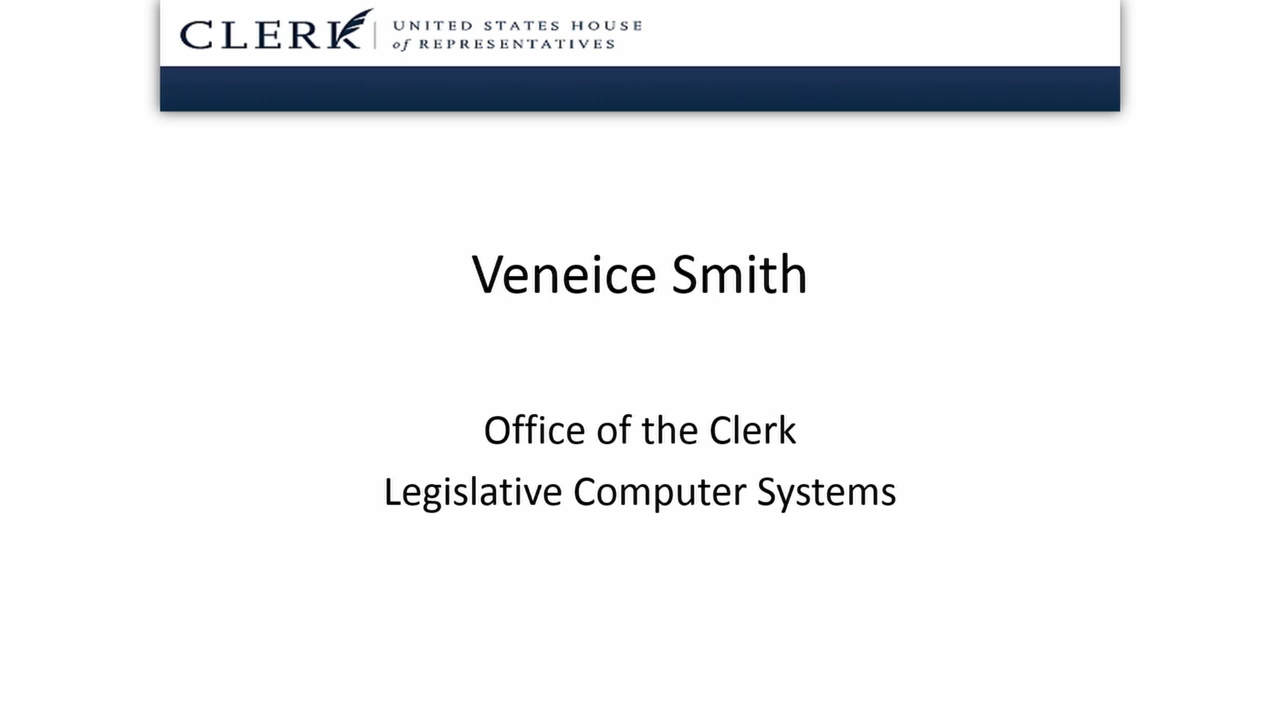 CLERK
UNITED STATES HOUSE
of REPRESENTATIVES
Veneice Smith
Office of the Clerk
Legislative Computer Systems